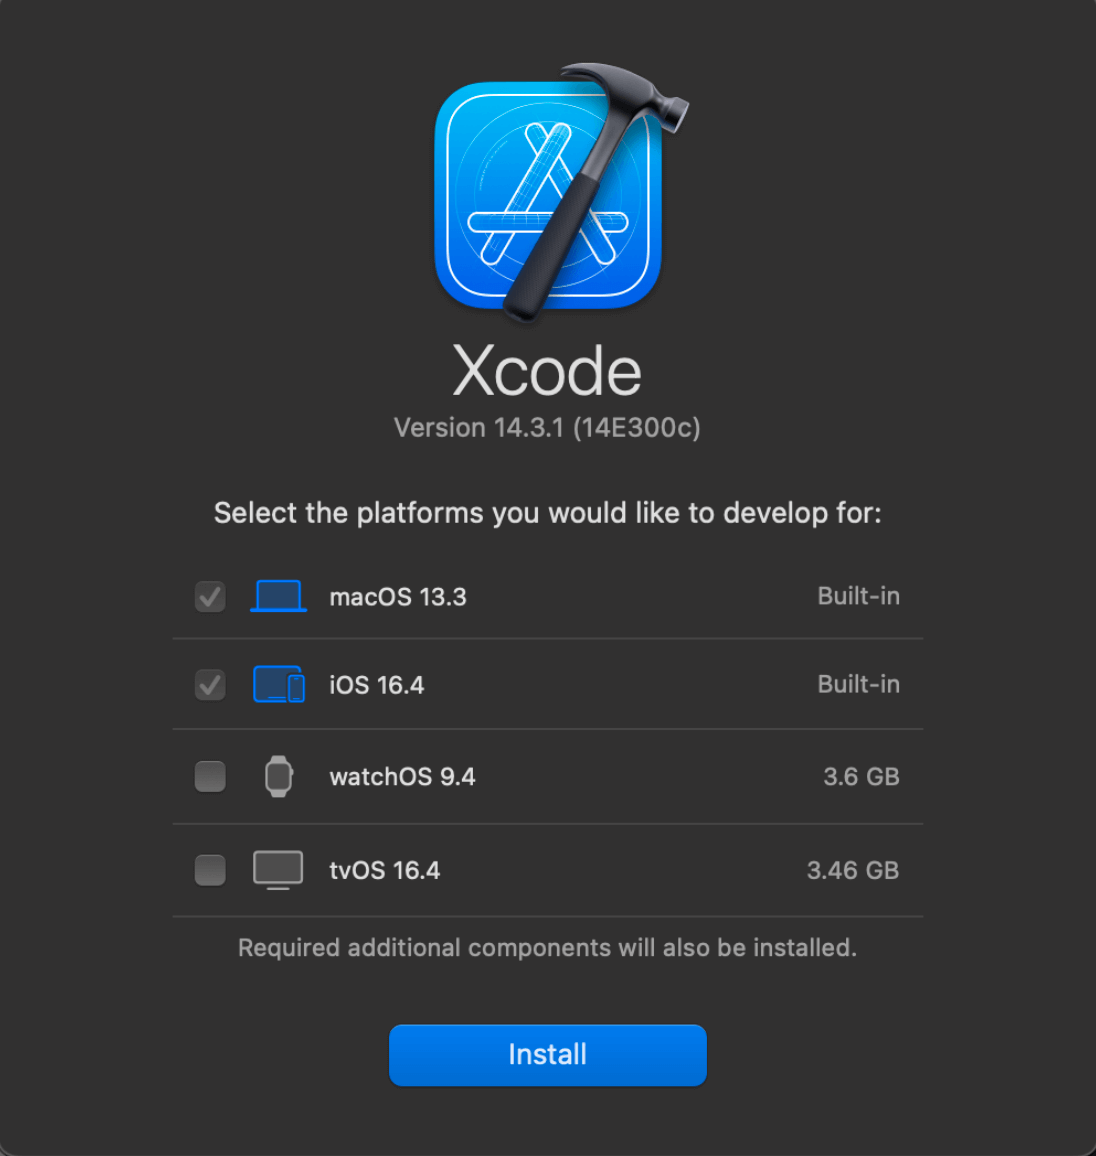 Xcode
Version 14.3.1 (14E300c)
Select the platforms you would like to develop for:
macOS 13.3 Built-in
iOS 16.4 Built-in
watchOS 9.4 3.6 GB
tvOS 16.4 3.46 GB
Required additional components will also be installed.
Install